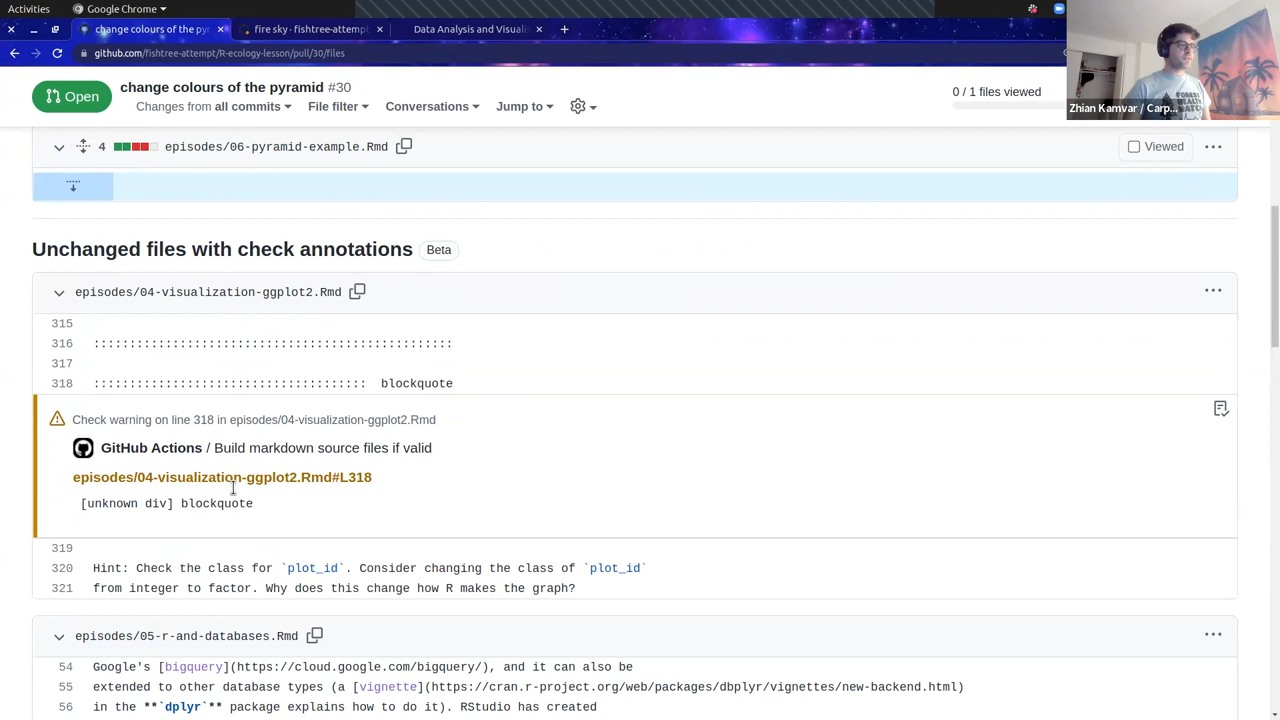 Activities
Google Chrome
change colours of the py
fire sky · fishtree-attempt
Data Analysis and Visualis
github.com/fishtree-attempt/R-ecology-lesson/pull/30/files
Open
change colours of the pyramid #30
Changes from all commits
File filter
Conversations
Jump to
0 / 1 files viewed
FOREST
HEALTH
WATCH
Zhian Kamvar / Carp...
4
episodes/06-pyramid-example.Rmd
Viewed
Unchanged files with check annotations
Beta
episodes/04-visualization-ggplot2.Rmd
315
316 ::::::::::::::::::::::::::::::::::::::::::::::::::
317
318 :::::::::::::::::::::::::::::::::::::: blockquote
Check warning on line 318 in episodes/04-visualization-ggplot2.Rmd
GitHub Actions / Build markdown source files if valid
episodes/04-visualization-ggplot2.Rmd#L318
[unknown div] blockquote
319
320 Hint: Check the class for `plot_id`. Consider changing the class of `plot_id`
321 from integer to factor. Why does this change how R makes the graph?
episodes/05-r-and-databases.Rmd
54 Google's [bigquery](https://cloud.google.com/bigquery/), and it can also be
55 extended to other database types (a [vignette](https://cran.r-project.org/web/packages/dbplyr/vignettes/new-backend.html)
56 in the **`dplyr`** package explains how to do it). RStudio has created